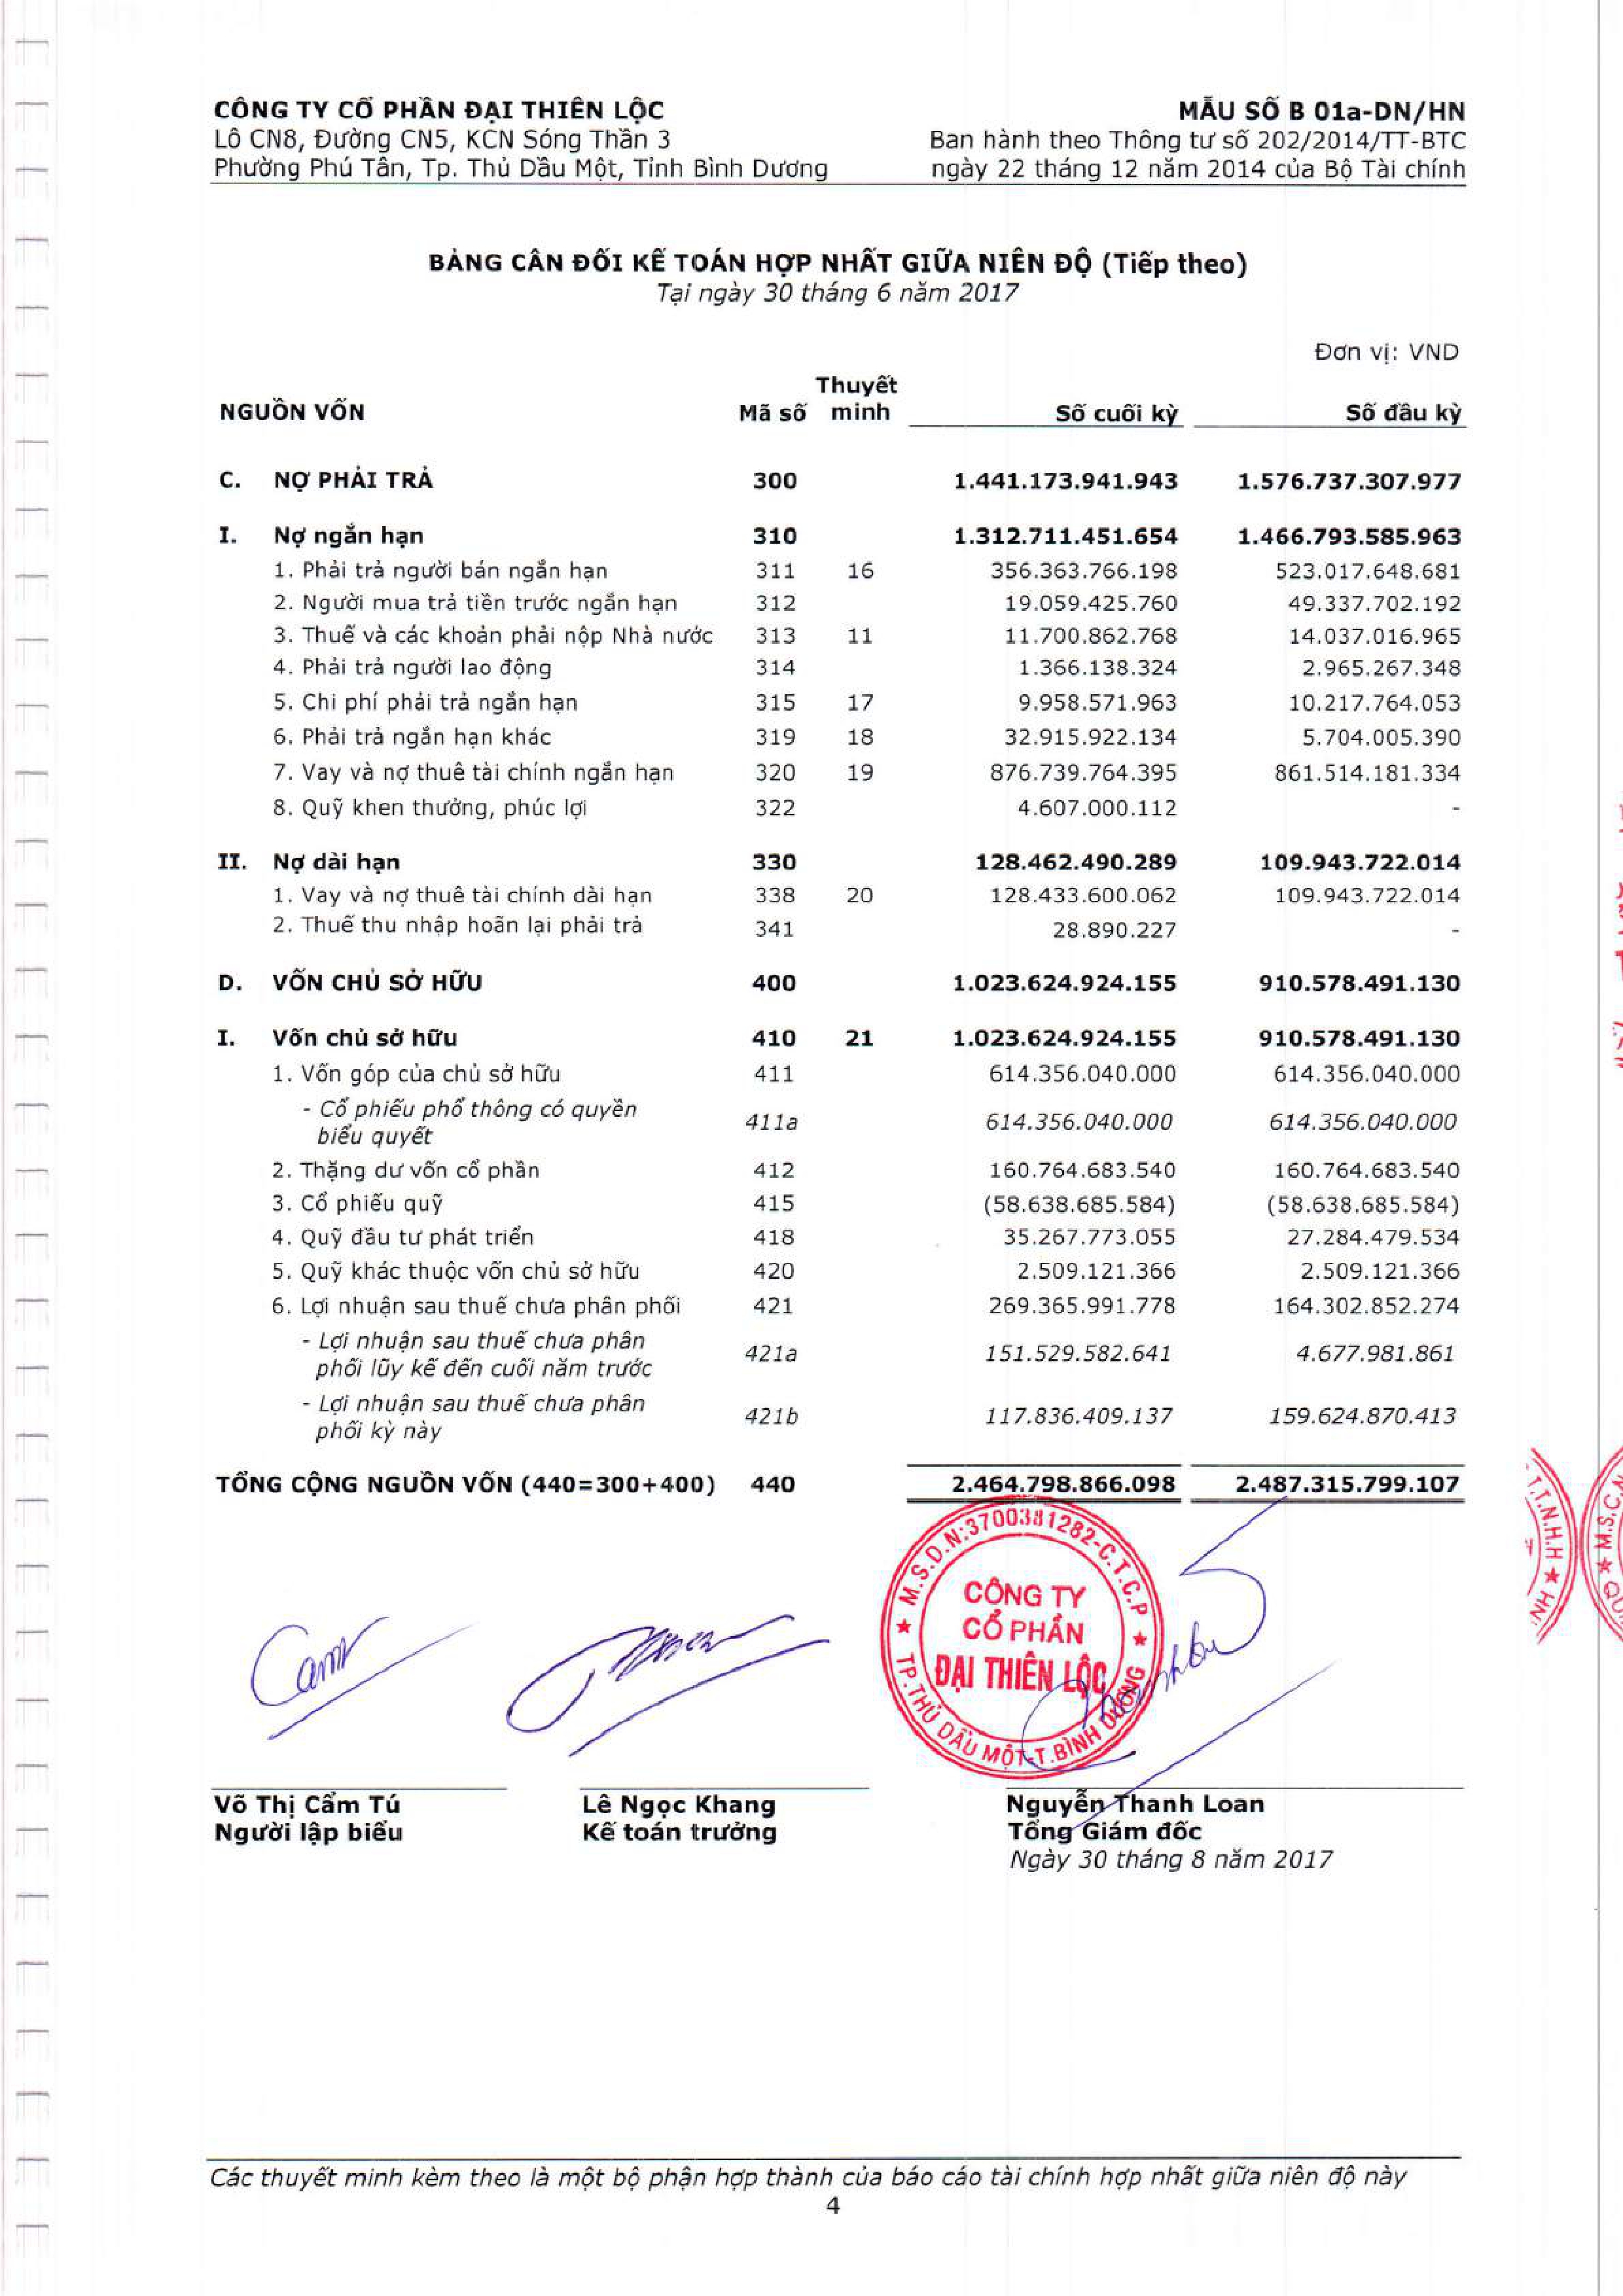 CÔNG TY CỔ PHẦN ĐẠI THIÊN LỘC
MẪU SỐ B 01a-DN/HN
Lô CN8, Đường CN5, KCN Sóng Thần 3
Ban hành theo Thông tư số 202/2014/TT-BTC
Phường Phú Tân, Tp. Thủ Dầu Một, Tỉnh Bình Dương
ngày 22 tháng 12 năm 2014 của Bộ Tài chính
BẢNG CÂN ĐỐI KẾ TOÁN HỢP NHẤT GIỮA NIÊN ĐỘ (Tiếp theo)
Tại ngày 30 tháng 6 năm 2017
Đơn vị: VND
NGUỒN VỐN Mã số Thuyết minh Số cuối kỳ Số đầu kỳ
C. NỢ PHẢI TRẢ 300 1.441.173.941.943 1.576.737.307.977
I. Nợ ngắn hạn 310 1.312.711.451.654 1.466.793.585.963
1. Phải trả người bán ngắn hạn 311 16 356.363.766.198 523.017.648.681
2. Người mua trả tiền trước ngắn hạn 312 19.059.425.760 49.337.702.192
3. Thuế và các khoản phải nộp Nhà nước 313 11 11.700.862.768 14.037.016.965
4. Phải trả người lao động 314 1.366.138.324 2.965.267.348
5. Chi phí phải trả ngắn hạn 315 17 9.958.571.963 10.217.764.053
6. Phải trả ngắn hạn khác 319 18 32.915.922.134 5.704.005.390
7. Vay và nợ thuê tài chính ngắn hạn 320 19 876.739.764.395 861.514.181.334
8. Quỹ khen thưởng, phúc lợi 322 4.607.000.112 -
II. Nợ dài hạn 330 128.462.490.289 109.943.722.014
1. Vay và nợ thuê tài chính dài hạn 338 20 128.433.600.062 109.943.722.014
2. Thuế thu nhập hoãn lại phải trả 341 28.890.227 -
D. VỐN CHỦ SỞ HỮU 400 1.023.624.924.155 910.578.491.130
I. Vốn chủ sở hữu 410 21 1.023.624.924.155 910.578.491.130
1. Vốn góp của chủ sở hữu 411 614.356.040.000 614.356.040.000
- Cổ phiếu phổ thông có quyền
biểu quyết 411a 614.356.040.000 614.356.040.000
2. Thặng dư vốn cổ phần 412 160.764.683.540 160.764.683.540
3. Cổ phiếu quỹ 415 (58.638.685.584) (58.638.685.584)
4. Quỹ đầu tư phát triển 418 35.267.773.055 27.284.479.534
5. Quỹ khác thuộc vốn chủ sở hữu 420 2.509.121.366 2.509.121.366
6. Lợi nhuận sau thuế chưa phân phối 421 269.365.991.778 164.302.852.274
- Lợi nhuận sau thuế chưa phân
phối lũy kế đến cuối năm trước 421a 151.529.582.641 4.677.981.861
- Lợi nhuận sau thuế chưa phân
phối kỳ này 421b 117.836.409.137 159.624.870.413
TỔNG CỘNG NGUỒN VỐN (440=300+400) 440 2.464.798.866.098 2.487.315.799.107
M.S.D.N:3700381282-C.T.C.P
CÔNG TY
CỔ PHẦN
ĐẠI THIÊN LỘC
TP.THỦ DẦU MỘT-T.BÌNH DƯƠNG
Võ Thị Cẩm Tú
Người lập biểu
Lê Ngọc Khang
Kế toán trưởng
Nguyễn Thanh Loan
Tổng Giám đốc
Ngày 30 tháng 8 năm 2017
Các thuyết minh kèm theo là một bộ phận hợp thành của báo cáo tài chính hợp nhất giữa niên độ này
4